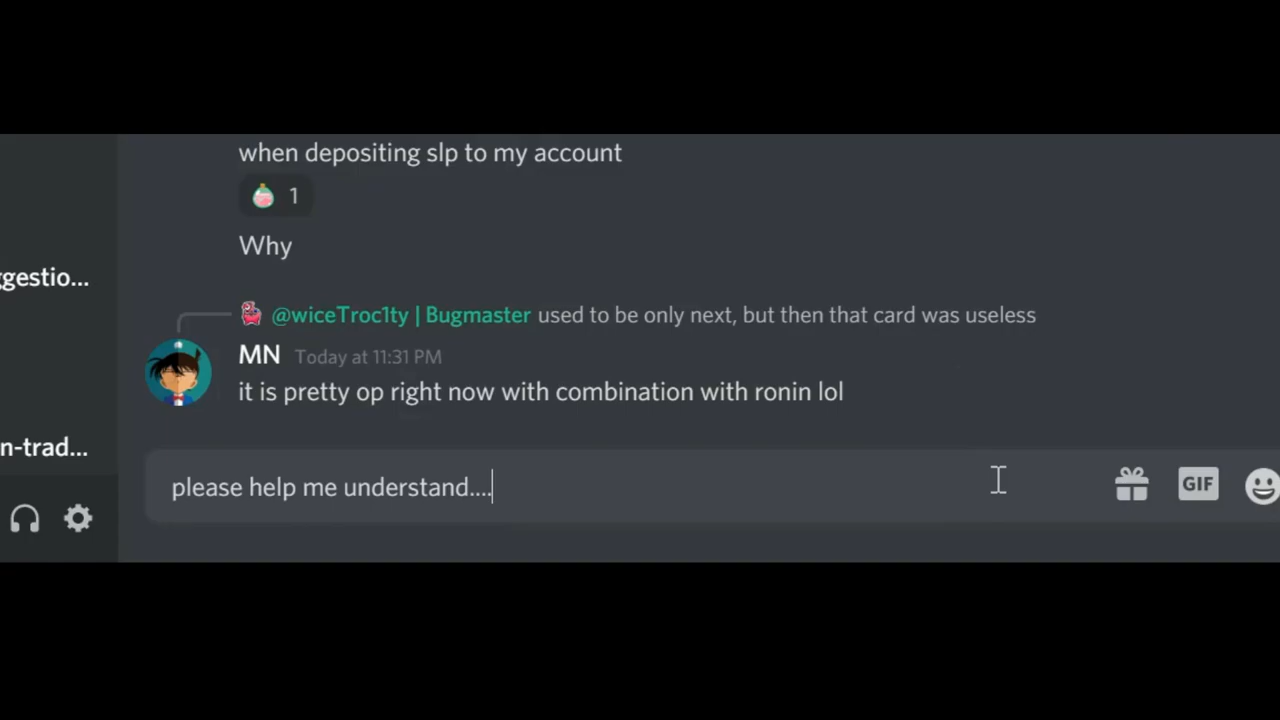 when depositing slp to my account
1
Why
ggestio...
@wiceTroc1ty | Bugmaster used to be only next, but then that card was useless
MN Today at 11:31 PM
it is pretty op right now with combination with ronin lol
n-trad...
please help me understand....
GIF